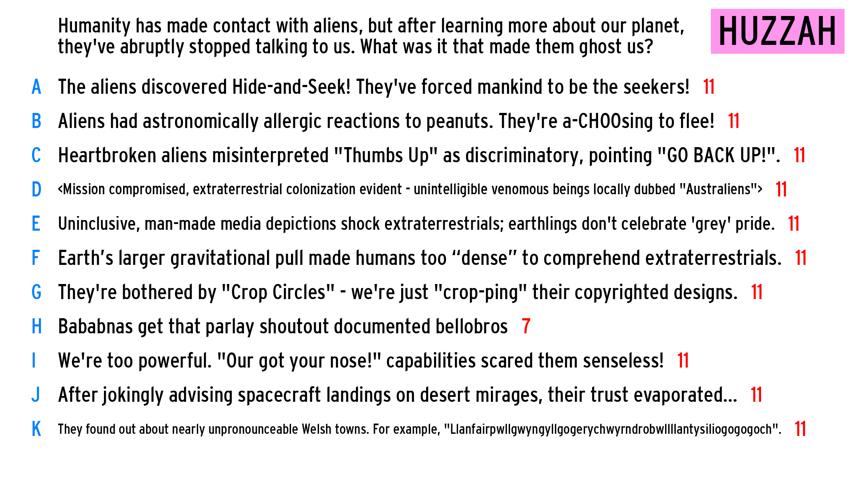 Humanity has made contact with aliens, but after learning more about our planet,
they've abruptly stopped talking to us. What was it that made them ghost us?
HUZZAH
A The aliens discovered Hide-and-Seek! They've forced mankind to be the seekers! 11
B Aliens had astronomically allergic reactions to peanuts. They're a-CHOOsing to flee! 11
C Heartbroken aliens misinterpreted "Thumbs Up" as discriminatory, pointing "GO BACK UP!". 11
D <Mission compromised, extraterrestrial colonization evident - unintelligible venomous beings locally dubbed "Australiens"> 11
E Uninclusive, man-made media depictions shock extraterrestrials; earthlings don't celebrate 'grey' pride. 11
F Earth’s larger gravitational pull made humans too “dense” to comprehend extraterrestrials. 11
G They're bothered by "Crop Circles" - we're just "crop-ping" their copyrighted designs. 11
H Bababnas get that parlay shoutout documented bellobros 7
I We're too powerful. "Our got your nose!" capabilities scared them senseless! 11
J After jokingly advising spacecraft landings on desert mirages, their trust evaporated... 11
K They found out about nearly unpronounceable Welsh towns. For example, "Llanfairpwllgwyngyllgogerychwyrndrobwllllantysiliogogogoch". 11